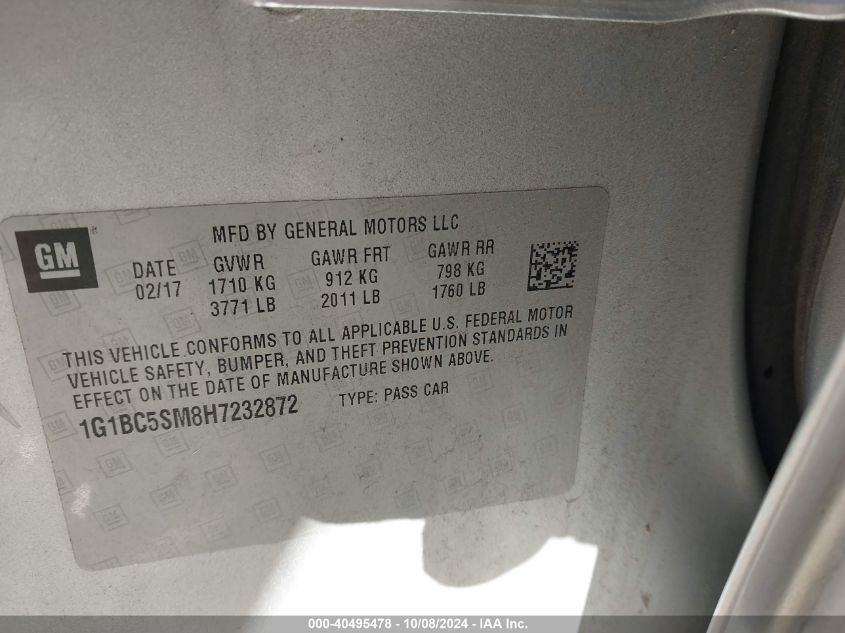 GM
MFD BY GENERAL MOTORS LLC
DATE GVWR GAWR FRT GAWR RR
02/17 1710 KG 912 KG 798 KG
3771 LB 2011 LB 1760 LB
THIS VEHICLE CONFORMS TO ALL APPLICABLE U.S. FEDERAL MOTOR
VEHICLE SAFETY, BUMPER, AND THEFT PREVENTION STANDARDS IN
EFFECT ON THE DATE OF MANUFACTURE SHOWN ABOVE.
1G1BC5SM8H7232872 TYPE: PASS CAR
000-40495478 - 10/08/2024 - IAA Inc.